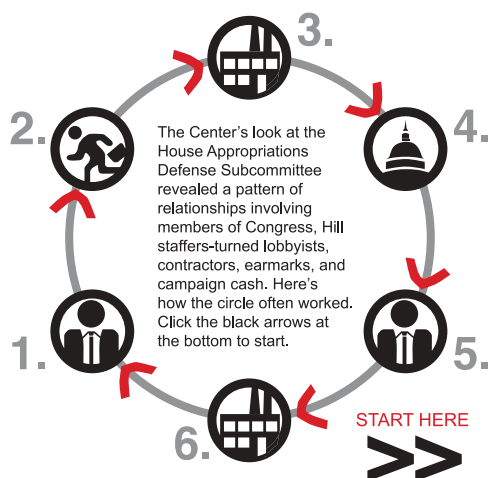 3.
2.
4.
The Center's look at the
House Appropriations
Defense Subcommittee
revealed a pattern of
relationships involving
members of Congress, Hill
staffers-turned lobbyists,
contractors, earmarks, and
campaign cash. Here's
how the circle often worked.
Click the black arrows at
the bottom to start.
1.
5.
6.
START HERE
>>